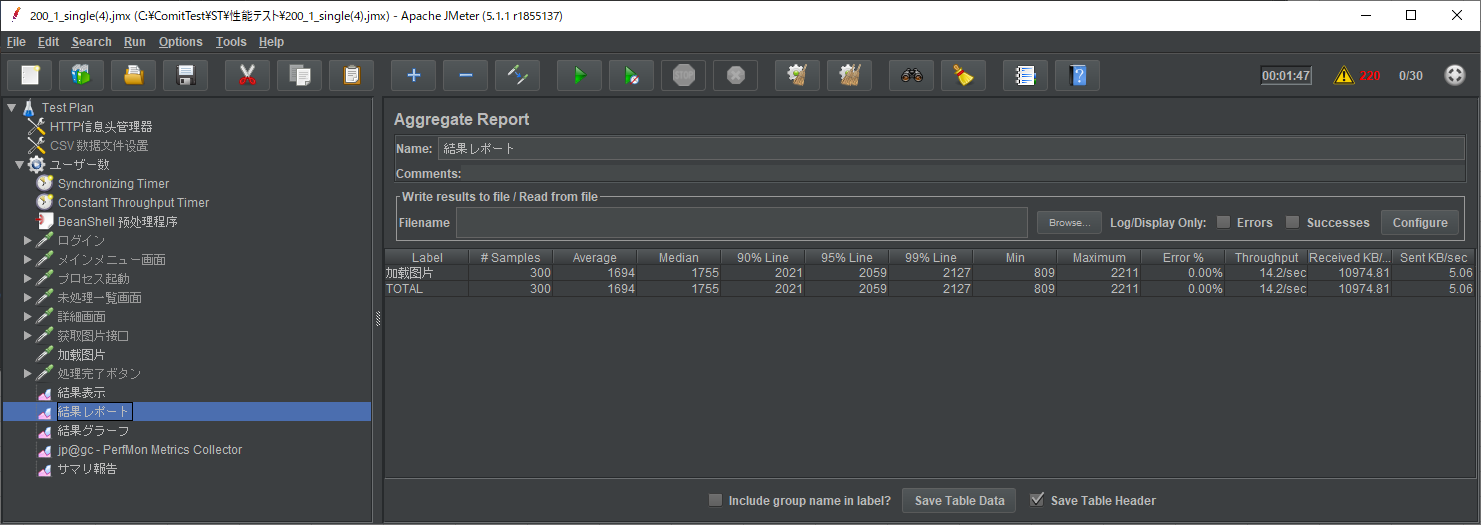 200_1_single(4).jmx (C:¥ComitTest¥ST¥性能テスト¥200_1_single(4).jmx) - Apache JMeter (5.1.1 r1855137)
File Edit Search Run Options Tools Help
STOP 00:01:47 220 0/30
Test Plan
HTTP信息头管理器
CSV 数据文件设置
ユーザー数
Synchronizing Timer
Constant Throughput Timer
BeanShell 预处理程序
ログイン
メインメニュー画面
プロセス起動
未処理一覧画面
詳細画面
获取图片接口
加载图片
処理完了ボタン
結果表示
結果レポート
結果グラーフ
jp@gc - PerfMon Metrics Collector
サマリ報告
Aggregate Report
Name: 結果レポート
Comments:
Write results to file / Read from file
Filename Browse... Log/Display Only: Errors Successes Configure
Label # Samples Average Median 90% Line 95% Line 99% Line Min Maximum Error % Throughput Received KB/... Sent KB/sec
加载图片 300 1694 1755 2021 2059 2127 809 2211 0.00% 14.2/sec 10974.81 5.06
TOTAL 300 1694 1755 2021 2059 2127 809 2211 0.00% 14.2/sec 10974.81 5.06
Include group name in label? Save Table Data Save Table Header